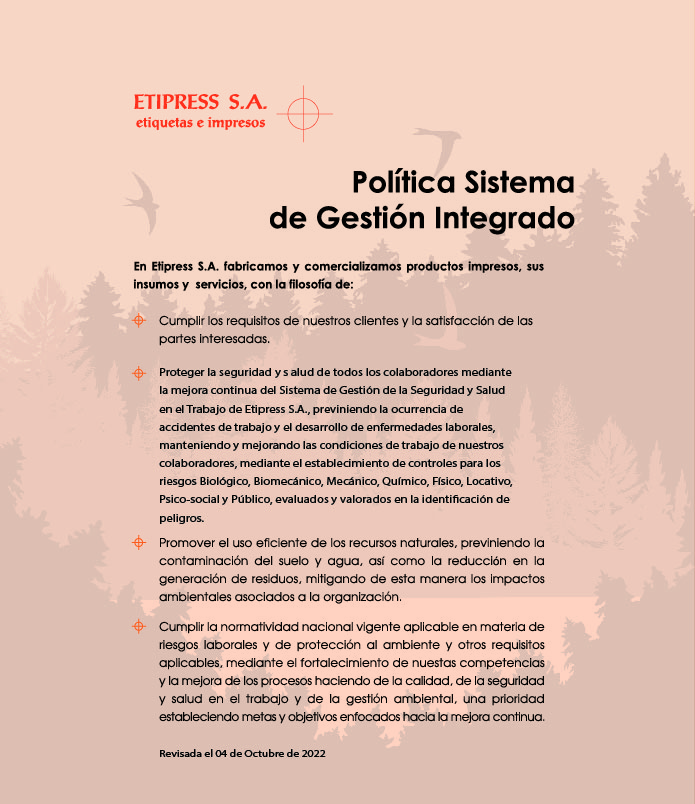 ETIPRESS S.A.
etiquetas e impresos
Política Sistema
de Gestión Integrado
En Etipress S.A. fabricamos y comercializamos productos impresos, sus
insumos y servicios, con la filosofía de:
Cumplir los requisitos de nuestros clientes y la satisfacción de las
partes interesadas.
Proteger la seguridad y s alud de todos los colaboradores mediante
la mejora continua del Sistema de Gestión de la Seguridad y Salud
en el Trabajo de Etipress S.A., previniendo la ocurrencia de
accidentes de trabajo y el desarrollo de enfermedades laborales,
manteniendo y mejorando las condiciones de trabajo de nuestros
colaboradores, mediante el establecimiento de controles para los
riesgos Biológico, Biomecánico, Mecánico, Químico, Físico, Locativo,
Psico-social y Público, evaluados y valorados en la identificación de
peligros.
Promover el uso eficiente de los recursos naturales, previniendo la
contaminación del suelo y agua, así como la reducción en la
generación de residuos, mitigando de esta manera los impactos
ambientales asociados a la organización.
Cumplir la normatividad nacional vigente aplicable en materia de
riesgos laborales y de protección al ambiente y otros requisitos
aplicables, mediante el fortalecimiento de nuestas competencias
y la mejora de los procesos haciendo de la calidad, de la seguridad
y salud en el trabajo y de la gestión ambiental, una prioridad
estableciendo metas y objetivos enfocados hacia la mejora continua.
Revisada el 04 de Octubre de 2022